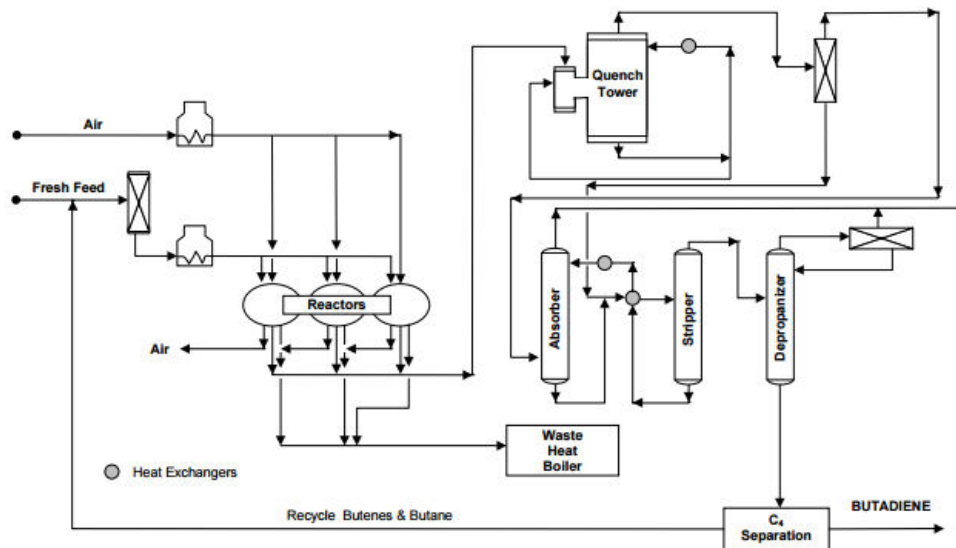 Quench
Tower
Air
Fresh Feed
Reactors
Absorber
Stripper
Depropanizer
Air
Waste
Heat
Boiler
Heat Exchangers
Recycle Butenes & Butane
C₄
Separation
BUTADIENE